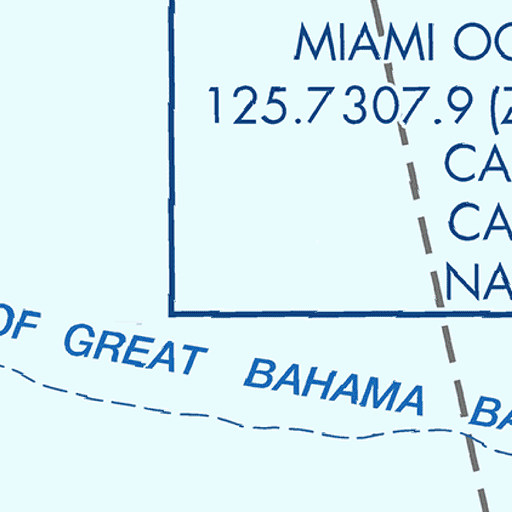 MIAMI OC
125.7 307.9 (Z
CA
CA
NA
OF GREAT BAHAMA BA